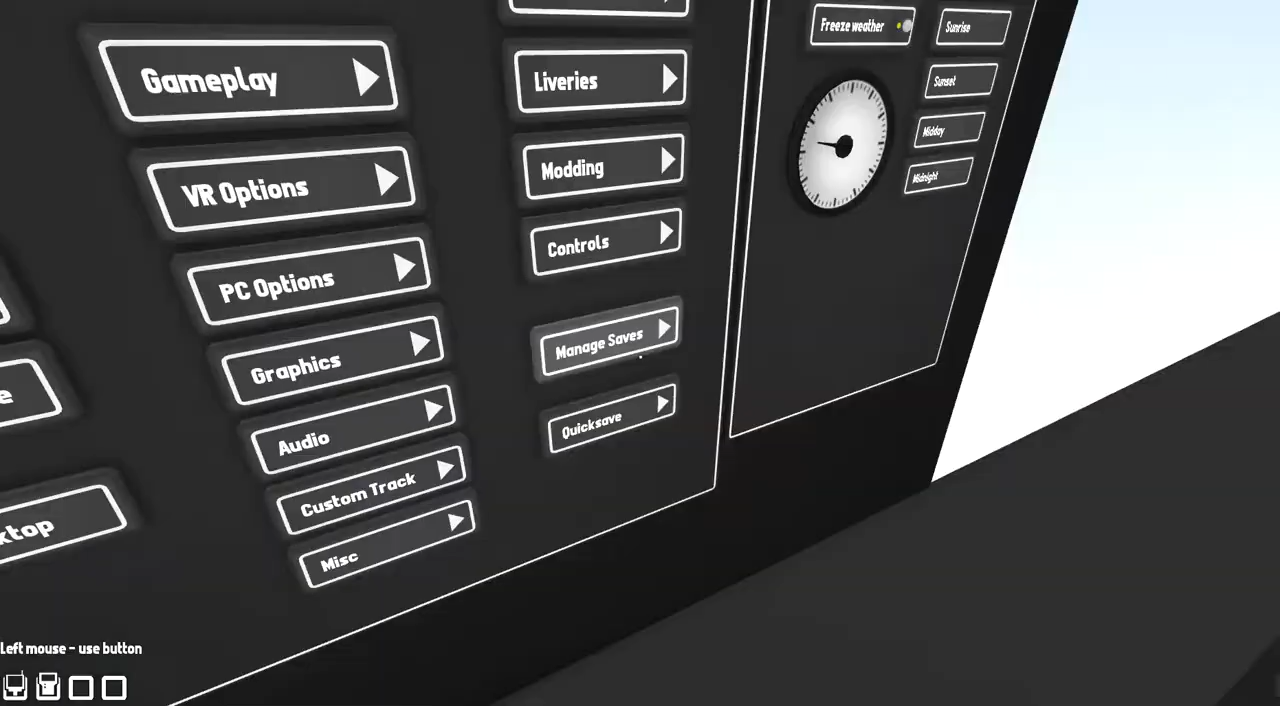 Gameplay
VR Options
PC Options
Graphics
Audio
Custom Track
Misc
Liveries
Modding
Controls
Manage Saves
Quicksave
Freeze weather
Sunrise
Sunset
Midday
Midnight
e
ktop
Left mouse - use button